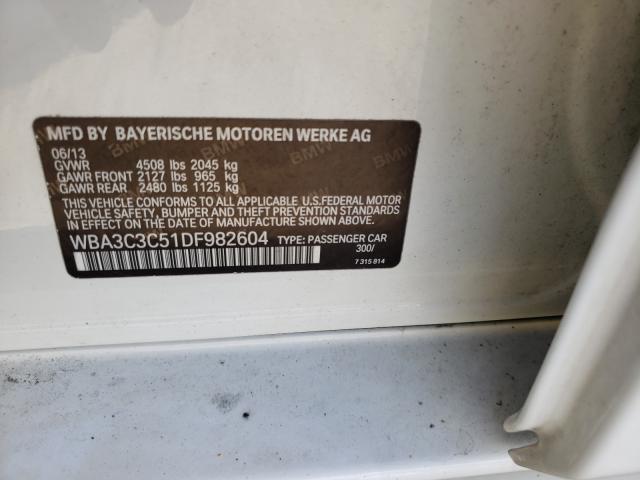 MFD BY BAYERISCHE MOTOREN WERKE AG
06/13
GVWR 4508 lbs 2045 kg
GAWR FRONT 2127 lbs 965 kg
GAWR REAR 2480 lbs 1125 kg
THIS VEHICLE CONFORMS TO ALL APPLICABLE U.S.FEDERAL MOTOR
VEHICLE SAFETY, BUMPER AND THEFT PREVENTION STANDARDS
IN EFFECT ON THE DATE OF MANUFACTURE SHOWN ABOVE.
WBA3C3C51DF982604 TYPE: PASSENGER CAR
300/
7 315 814